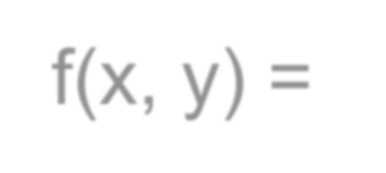 f(x, y) =